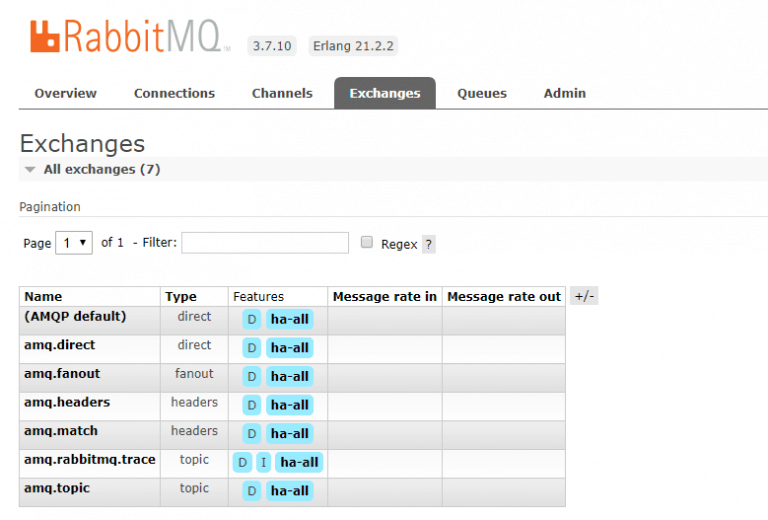 RabbitMQ™ 3.7.10 Erlang 21.2.2
Overview Connections Channels Exchanges Queues Admin
Exchanges
All exchanges (7)
Pagination
Page 1 of 1 - Filter: Regex ?
Name Type Features Message rate in Message rate out +/-
(AMQP default) direct D ha-all
amq.direct direct D ha-all
amq.fanout fanout D ha-all
amq.headers headers D ha-all
amq.match headers D ha-all
amq.rabbitmq.trace topic D I ha-all
amq.topic topic D ha-all